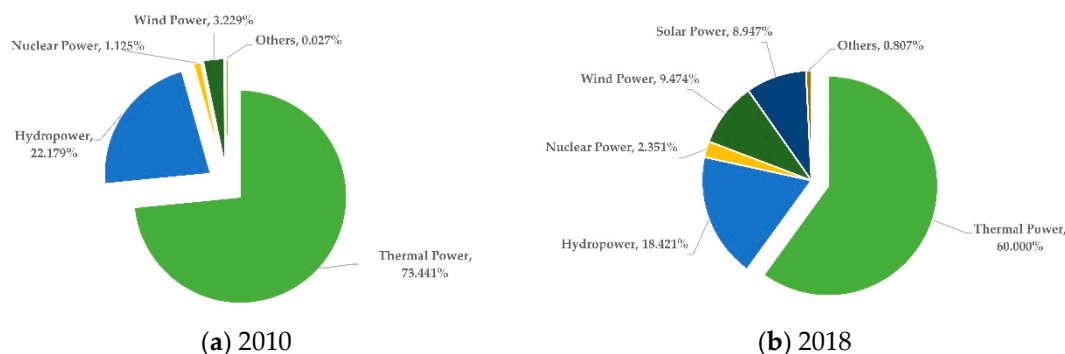 Wind Power, 3.229%
Nuclear Power, 1.125%
Others, 0.027%
Hydropower,
22.179%
Thermal Power,
73.441%
(a) 2010
Solar Power, 8.947%
Others, 0.807%
Wind Power, 9.474%
Nuclear Power, 2.351%
Thermal Power,
60.000%
Hydropower, 18.421%
(b) 2018